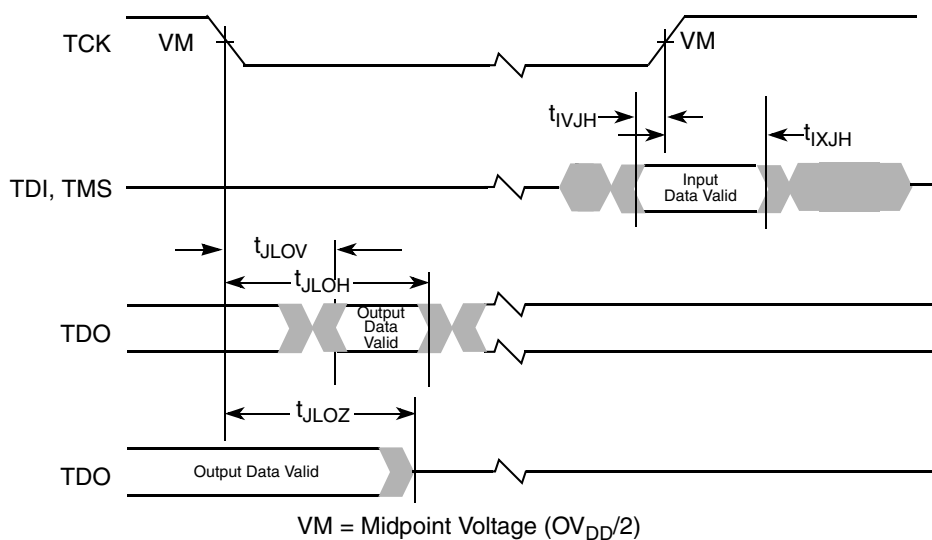 TCK
VM
VM
tIVJH
tIXJH
TDI, TMS
Input
Data Valid
tJLOV
tJLOH
TDO
Output
Data
Valid
tJLOZ
TDO
Output Data Valid
VM = Midpoint Voltage (OVDD/2)